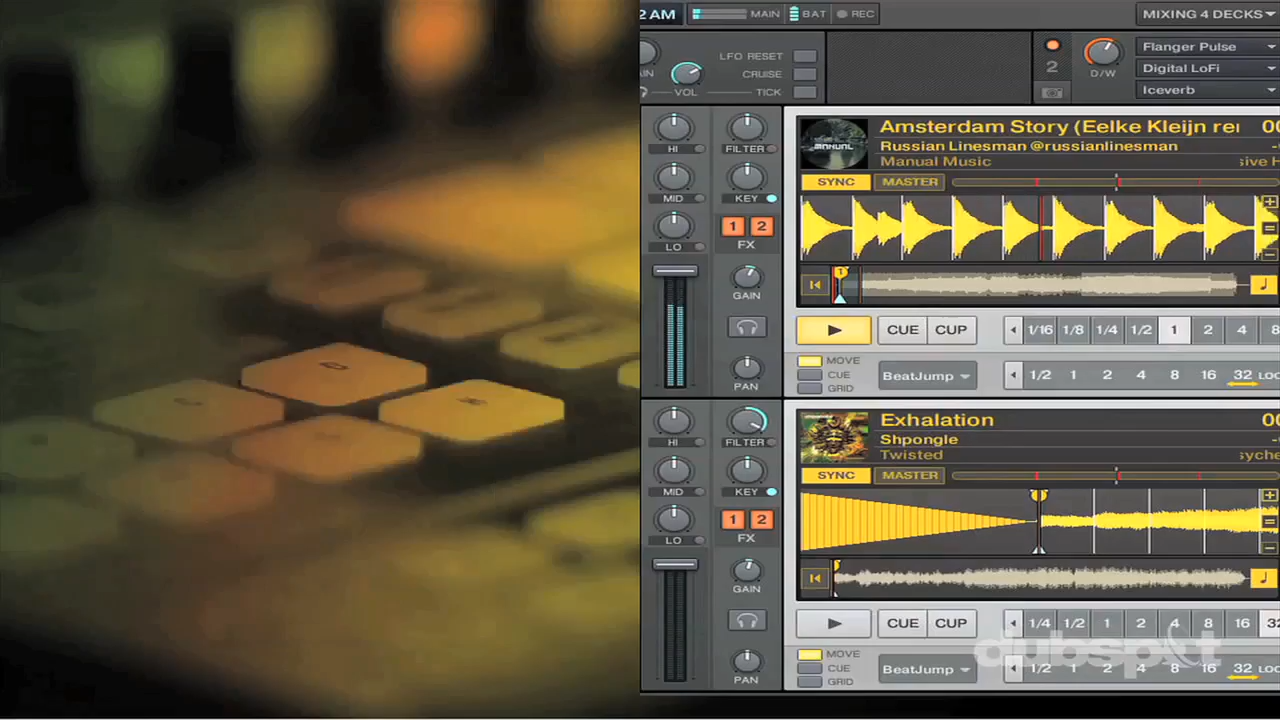 2 AM MAIN BAT REC MIXING 4 DECKS
LFO RESET
CRUISE
VOL TICK
2
D/W
Flanger Pulse
Digital LoFi
Iceverb
HI FILTER
MID KEY
LO
1 2
FX
GAIN
PAN
MANUAL
Amsterdam Story (Eelke Kleijn
Russian Linesman @russianlinesman
Manual Music
SYNC MASTER
1
CUE CUP 1/16 1/8 1/4 1/2 1 2 4 8
MOVE
CUE
GRID
BeatJump 1/2 1 2 4 8 16 32
HI FILTER
MID KEY
LO
1 2
FX
GAIN
PAN
Exhalation
Shpongle
Twisted
SYNC MASTER
CUE CUP 1/4 1/2 1 2 4 8 16
MOVE
CUE
GRID
BeatJump 1/2 1 2 4 8 16 32
dubspot